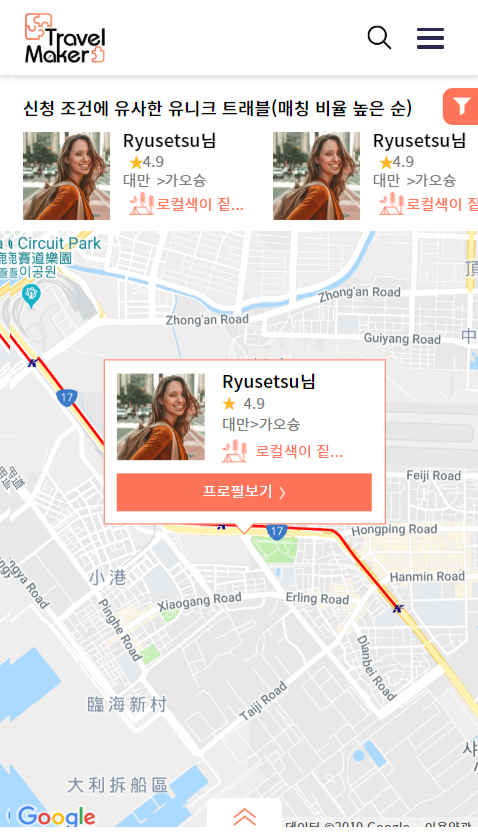 Travel
Maker
신청 조건에 유사한 유니크 트래블(매칭 비율 높은 순)
Ryusetsu님
4.9
대만 >가오슝
로컬색이 짙...
Ryusetsu님
4.9
대만 >가오슝
로컬색이 짙
Circuit Park
賽道樂園
이공원
Zhong'an Road
Zhong'an Road
Guiyang Road
17
Ryusetsu님
4.9
대만>가오슝
로컬색이 짙...
프로필보기
Feiji Road
17
Hongping Road
小港
Hanmin Road
Xiaogang Road
Erling Road
Pinghe Road
Dianbei Road
臨海新村
Taiji Road
大利拆船區
Google
데이터 ©2019 Google
이용약관